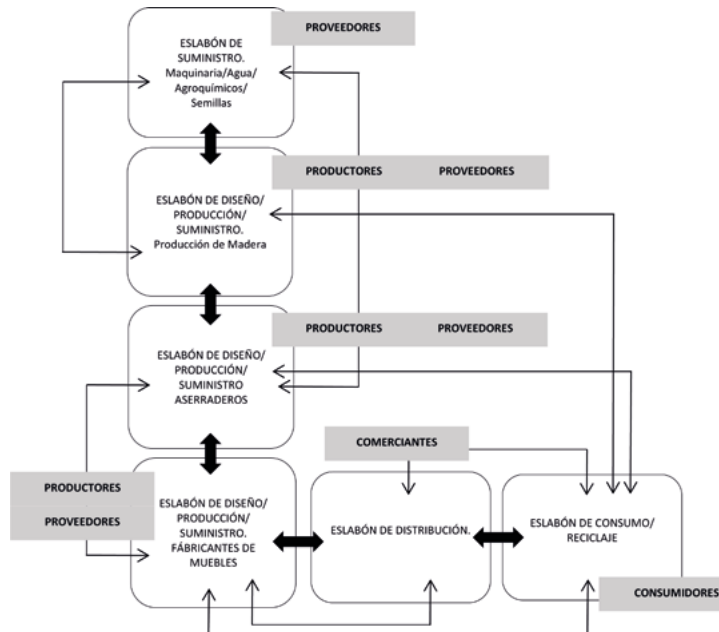 PROVEEDORES
ESLABÓN DE
SUMINISTRO.
Maquinaria/Agua/
Agroquímicos/
Semillas
PRODUCTORES PROVEEDORES
ESLABÓN DE DISEÑO/
PRODUCCIÓN/
SUMINISTRO.
Producción de Madera
PRODUCTORES PROVEEDORES
ESLABÓN DE DISEÑO/
PRODUCCIÓN/
SUMINISTRO
ASERRADEROS
COMERCIANTES
PRODUCTORES
PROVEEDORES
ESLABÓN DE DISEÑO/
PRODUCCIÓN/
SUMINISTRO.
FÁBRICANTES DE
MUEBLES
ESLABÓN DE DISTRIBUCIÓN.
ESLABÓN DE CONSUMO/
RECICLAJE
CONSUMIDORES